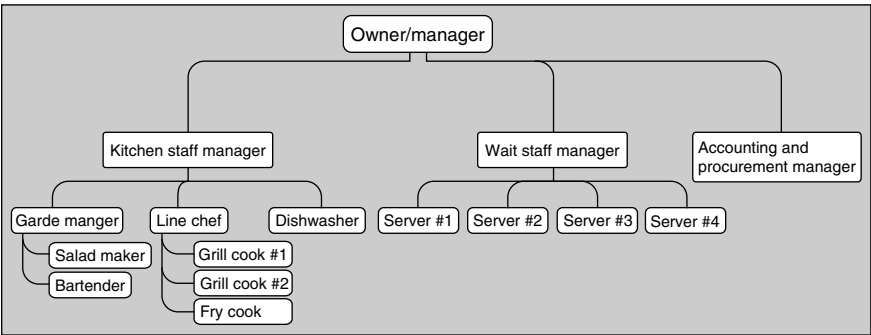 Owner/manager
Kitchen staff manager
Wait staff manager
Accounting and
procurement manager
Garde manger
Line chef
Dishwasher
Server #1
Server #2
Server #3
Server #4
Salad maker
Bartender
Grill cook #1
Grill cook #2
Fry cook